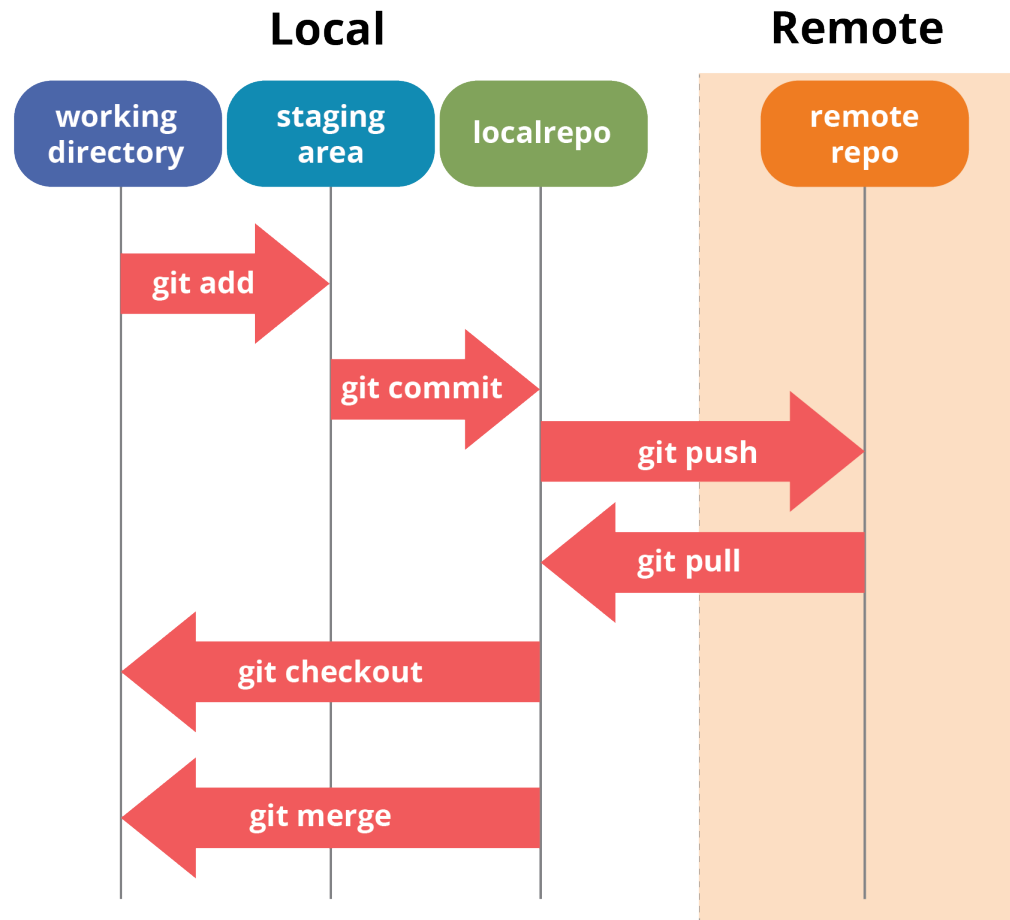 Local
Remote
working
directory
staging
area
localrepo
remote
repo
git add
git commit
git push
git pull
git checkout
git merge